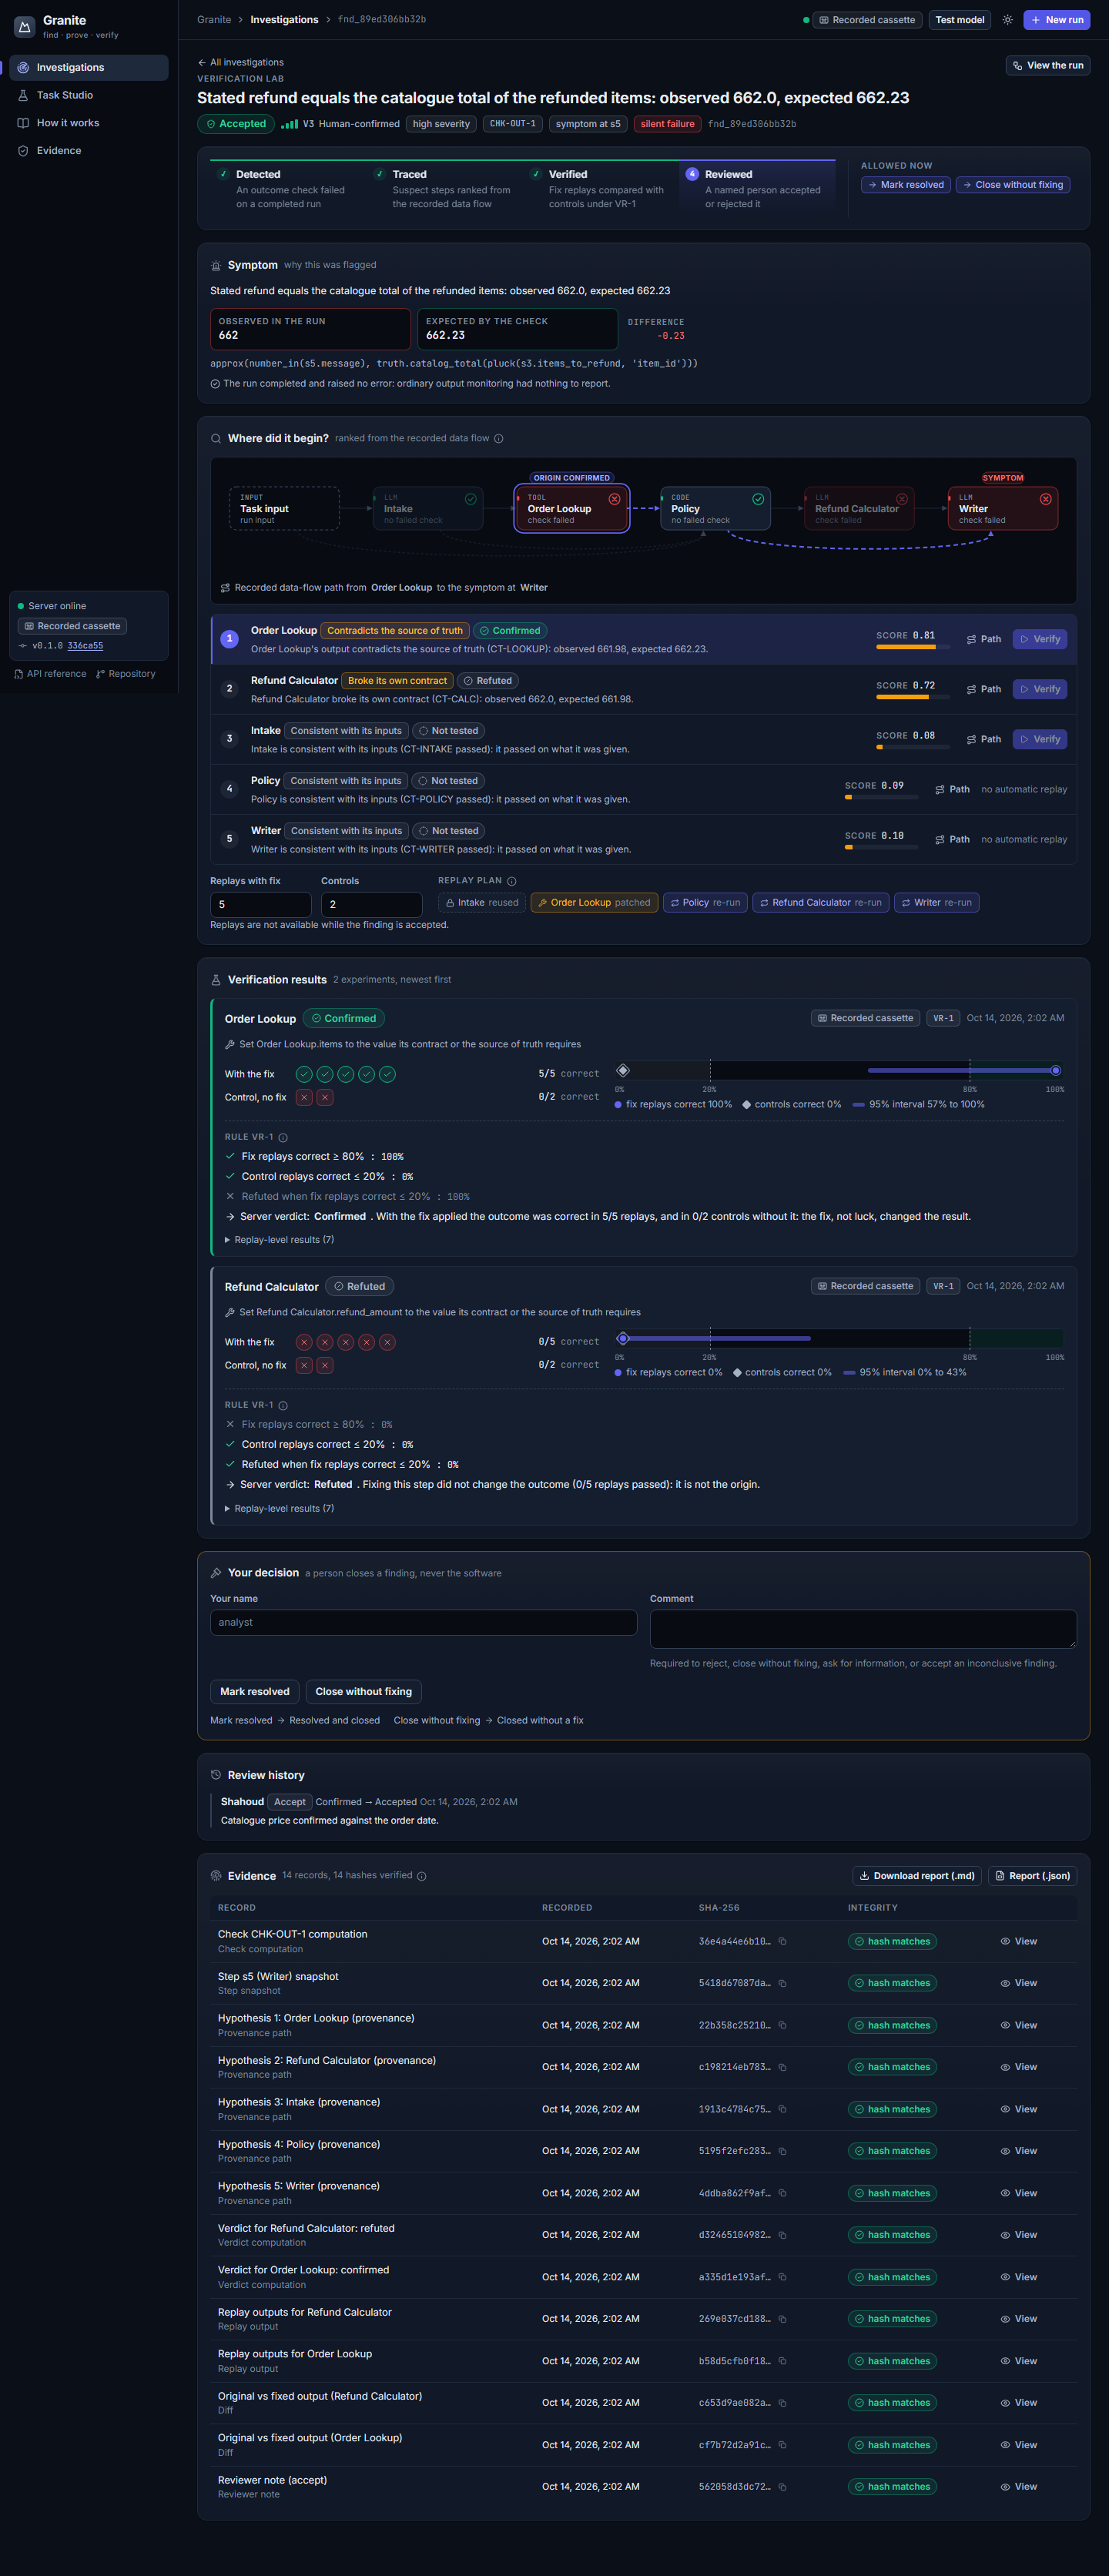 Granite
find · prove · verify
Investigations
Task Studio
How it works
Evidence
Server online
Recorded cassette
v0.1.0 336ca55
API reference
Repository
Granite > Investigations > fnd_89ed306bb32b
Recorded cassette
Test model
New run
← All investigations
View the run
VERIFICATION LAB
Stated refund equals the catalogue total of the refunded items: observed 662.0, expected 662.23
Accepted V3 Human-confirmed high severity CHK-OUT-1 symptom at s5 silent failure fnd_89ed306bb32b
Detected
An outcome check failed
on a completed run
Traced
Suspect steps ranked from
the recorded data flow
Verified
Fix replays compared with
controls under VR-1
4 Reviewed
A named person accepted
or rejected it
ALLOWED NOW
→ Mark resolved → Close without fixing
Symptom why this was flagged
Stated refund equals the catalogue total of the refunded items: observed 662.0, expected 662.23
OBSERVED IN THE RUN
662
EXPECTED BY THE CHECK
662.23
DIFFERENCE
-0.23
approx(number_in(s5.message), truth.catalog_total(pluck(s3.items_to_refund, 'item_id')))
The run completed and raised no error: ordinary output monitoring had nothing to report.
Where did it begin? ranked from the recorded data flow
ORIGIN CONFIRMED
SYMPTOM
INPUT
Task input
run input
LLM
Intake
no failed check
TOOL
Order Lookup
check failed
CODE
Policy
no failed check
LLM
Refund Calculator
check failed
LLM
Writer
check failed
Recorded data-flow path from Order Lookup to the symptom at Writer
1 Order Lookup Contradicts the source of truth Confirmed
Order Lookup's output contradicts the source of truth (CT-LOOKUP): observed 661.98, expected 662.23.
SCORE 0.81 Path Verify
2 Refund Calculator Broke its own contract Refuted
Refund Calculator broke its own contract (CT-CALC): observed 662.0, expected 661.98.
SCORE 0.72 Path Verify
3 Intake Consistent with its inputs Not tested
Intake is consistent with its inputs (CT-INTAKE passed): it passed on what it was given.
SCORE 0.08 Path Verify
4 Policy Consistent with its inputs Not tested
Policy is consistent with its inputs (CT-POLICY passed): it passed on what it was given.
SCORE 0.09 Path no automatic replay
5 Writer Consistent with its inputs Not tested
Writer is consistent with its inputs (CT-WRITER passed): it passed on what it was given.
SCORE 0.10 Path no automatic replay
Replays with fix
5
Controls
2
REPLAY PLAN
Intake reused Order Lookup patched Policy re-run Refund Calculator re-run Writer re-run
Replays are not available while the finding is accepted.
Verification results 2 experiments, newest first
Order Lookup Confirmed
Recorded cassette VR-1 Oct 14, 2026, 2:02 AM
Set Order Lookup.items to the value its contract or the source of truth requires
With the fix 5/5 correct
Control, no fix 0/2 correct
0% 20% 80% 100%
fix replays correct 100% controls correct 0% 95% interval 57% to 100%
RULE VR-1
Fix replays correct ≥ 80% : 100%
Control replays correct ≤ 20% : 0%
Refuted when fix replays correct ≤ 20% : 100%
→ Server verdict: Confirmed . With the fix applied the outcome was correct in 5/5 replays, and in 0/2 controls without it: the fix, not luck, changed the result.
Replay-level results (7)
Refund Calculator Refuted
Recorded cassette VR-1 Oct 14, 2026, 2:02 AM
Set Refund Calculator.refund_amount to the value its contract or the source of truth requires
With the fix 0/5 correct
Control, no fix 0/2 correct
0% 20% 80% 100%
fix replays correct 0% controls correct 0% 95% interval 0% to 43%
RULE VR-1
Fix replays correct ≥ 80% : 0%
Control replays correct ≤ 20% : 0%
Refuted when fix replays correct ≤ 20% : 0%
→ Server verdict: Refuted . Fixing this step did not change the outcome (0/5 replays passed): it is not the origin.
Replay-level results (7)
Your decision a person closes a finding, never the software
Your name
analyst
Comment
Required to reject, close without fixing, ask for information, or accept an inconclusive finding.
Mark resolved Close without fixing
Mark resolved → Resolved and closed Close without fixing → Closed without a fix
Review history
Shahoud Accept Confirmed → Accepted Oct 14, 2026, 2:02 AM
Catalogue price confirmed against the order date.
Evidence 14 records, 14 hashes verified
Download report (.md) Report (.json)
RECORD RECORDED SHA-256 INTEGRITY
Check CHK-OUT-1 computation
Check computation
Oct 14, 2026, 2:02 AM 36e4a44e6b10… hash matches View
Step s5 (Writer) snapshot
Step snapshot
Oct 14, 2026, 2:02 AM 5418d67087da… hash matches View
Hypothesis 1: Order Lookup (provenance)
Provenance path
Oct 14, 2026, 2:02 AM 22b358c25210… hash matches View
Hypothesis 2: Refund Calculator (provenance)
Provenance path
Oct 14, 2026, 2:02 AM c198214eb783… hash matches View
Hypothesis 3: Intake (provenance)
Provenance path
Oct 14, 2026, 2:02 AM 1913c4784c75… hash matches View
Hypothesis 4: Policy (provenance)
Provenance path
Oct 14, 2026, 2:02 AM 5195f2efc283… hash matches View
Hypothesis 5: Writer (provenance)
Provenance path
Oct 14, 2026, 2:02 AM 4ddba862f9af… hash matches View
Verdict for Refund Calculator: refuted
Verdict computation
Oct 14, 2026, 2:02 AM d32465104982… hash matches View
Verdict for Order Lookup: confirmed
Verdict computation
Oct 14, 2026, 2:02 AM a335d1e193af… hash matches View
Replay outputs for Refund Calculator
Replay output
Oct 14, 2026, 2:02 AM 269e037cd188… hash matches View
Replay outputs for Order Lookup
Replay output
Oct 14, 2026, 2:02 AM b58d5cfb0f18… hash matches View
Original vs fixed output (Refund Calculator)
Diff
Oct 14, 2026, 2:02 AM c653d9ae082a… hash matches View
Original vs fixed output (Order Lookup)
Diff
Oct 14, 2026, 2:02 AM cf7b72d2a91c… hash matches View
Reviewer note (accept)
Reviewer note
Oct 14, 2026, 2:02 AM 562058d3dc72… hash matches View